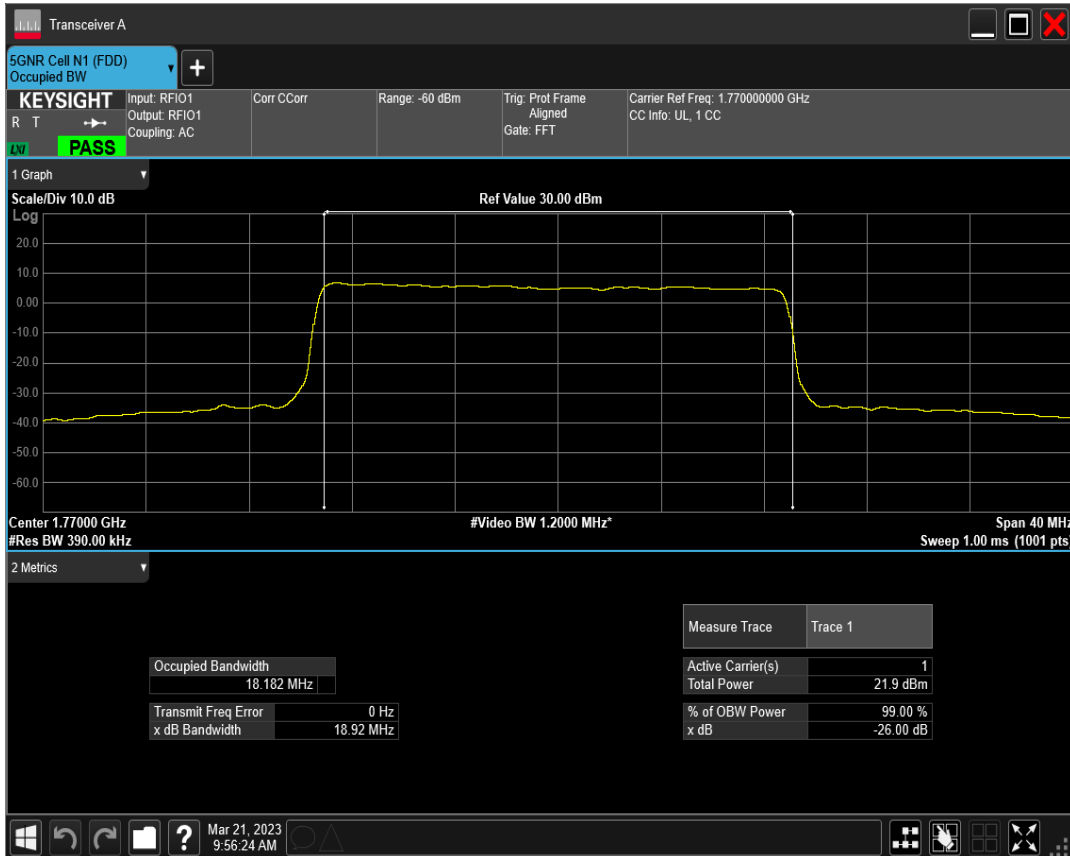 Transceiver A
5GNR Cell N1 (FDD)
Occupied BW
+
KEYSIGHT
R T
LXI
PASS
Input: RFIO1
Output: RFIO1
Coupling: AC
Corr CCorr
Range: -60 dBm
Trig: Prot Frame
Aligned
Gate: FFT
Carrier Ref Freq: 1.770000000 GHz
CC Info: UL, 1 CC
1 Graph
Scale/Div 10.0 dB
Ref Value 30.00 dBm
Log
20.0
10.0
0.00
-10.0
-20.0
-30.0
-40.0
-50.0
-60.0
Center 1.77000 GHz
#Video BW 1.2000 MHz*
Span 40 MHz
#Res BW 390.00 kHz
Sweep 1.00 ms (1001 pts)
2 Metrics
Measure Trace Trace 1
Occupied Bandwidth
18.182 MHz
Transmit Freq Error 0 Hz
x dB Bandwidth 18.92 MHz
Active Carrier(s) 1
Total Power 21.9 dBm
% of OBW Power 99.00 %
x dB -26.00 dB
?
Mar 21, 2023
9:56:24 AM